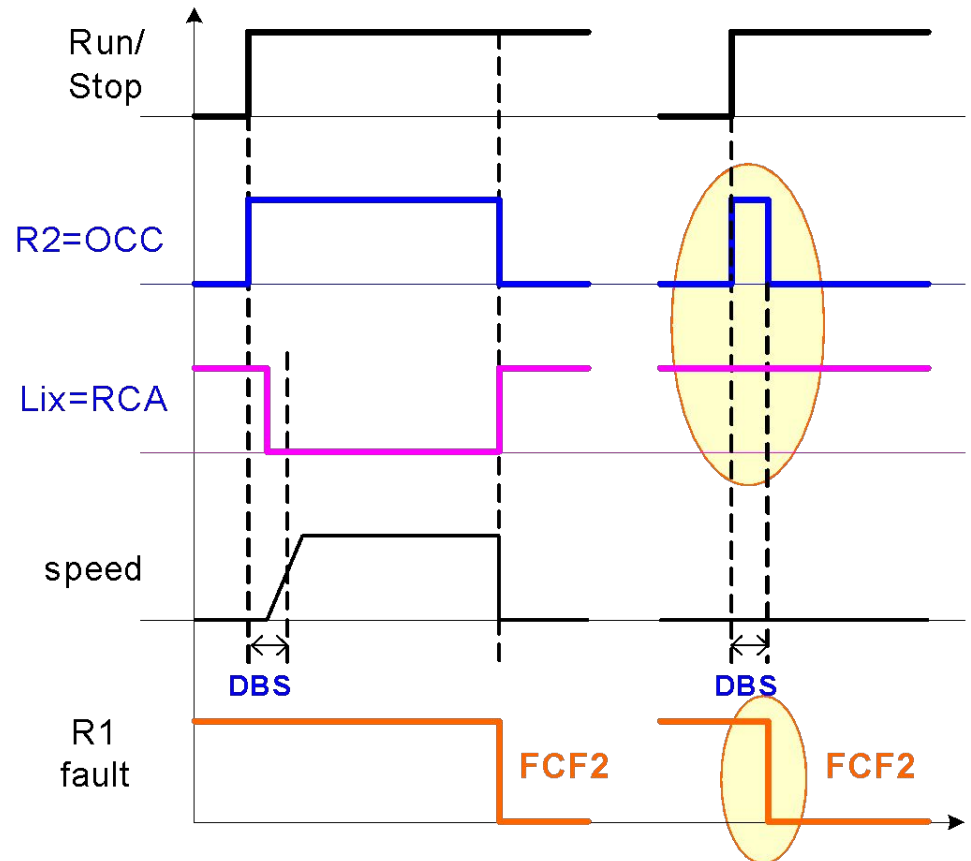 Run/
Stop
R2=OCC
Lix=RCA
speed
DBS
DBS
R1
fault
FCF2
FCF2